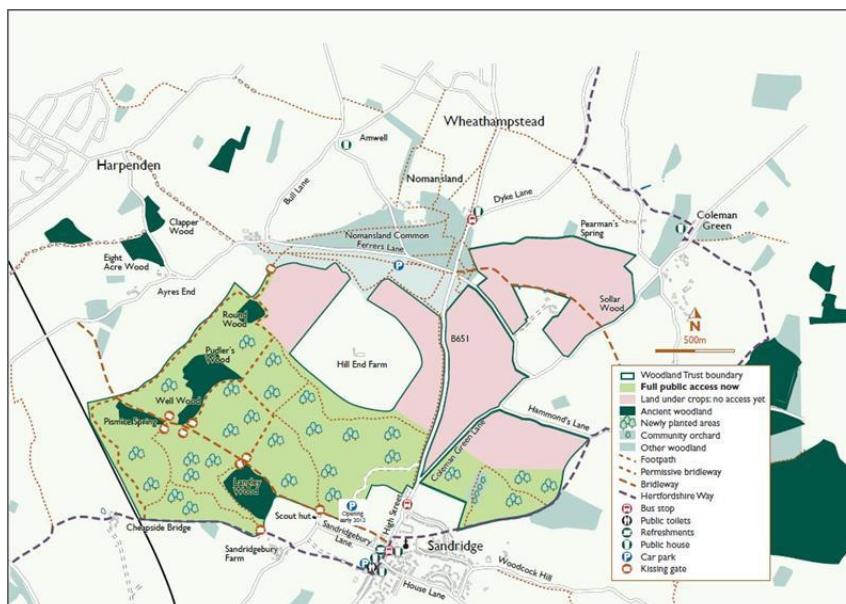 Wheathampstead
Amwell
Harpenden
Nomansland
Bull Lane
Dyke Lane
Clapper
Wood
Pearman's
Spring
Coleman
Green
Nomansland Common
Ferrers Lane
P
Eight
Acre Wood
Ayres End
Sollar
Wood
Round
Wood
N
500m
B651
Pudler's
Wood
Hill End Farm
Well Wood
Pismire Spring
Hammond's Lane
Coleman Green Lane
Langley
Wood
Scout hut
P
Opening
early 2012
High Street
Cheapside Bridge
Sandridgebury
Lane
Sandridgebury
Farm
Sandridge
P
House Lane
Woodcock Hill
Woodland Trust boundary
Full public access now
Land under crops: no access yet
Ancient woodland
Newly planted areas
Community orchard
Other woodland
Footpath
Permissive bridleway
Bridleway
Hertfordshire Way
Bus stop
Public toilets
Refreshments
Public house
P Car park
Kissing gate